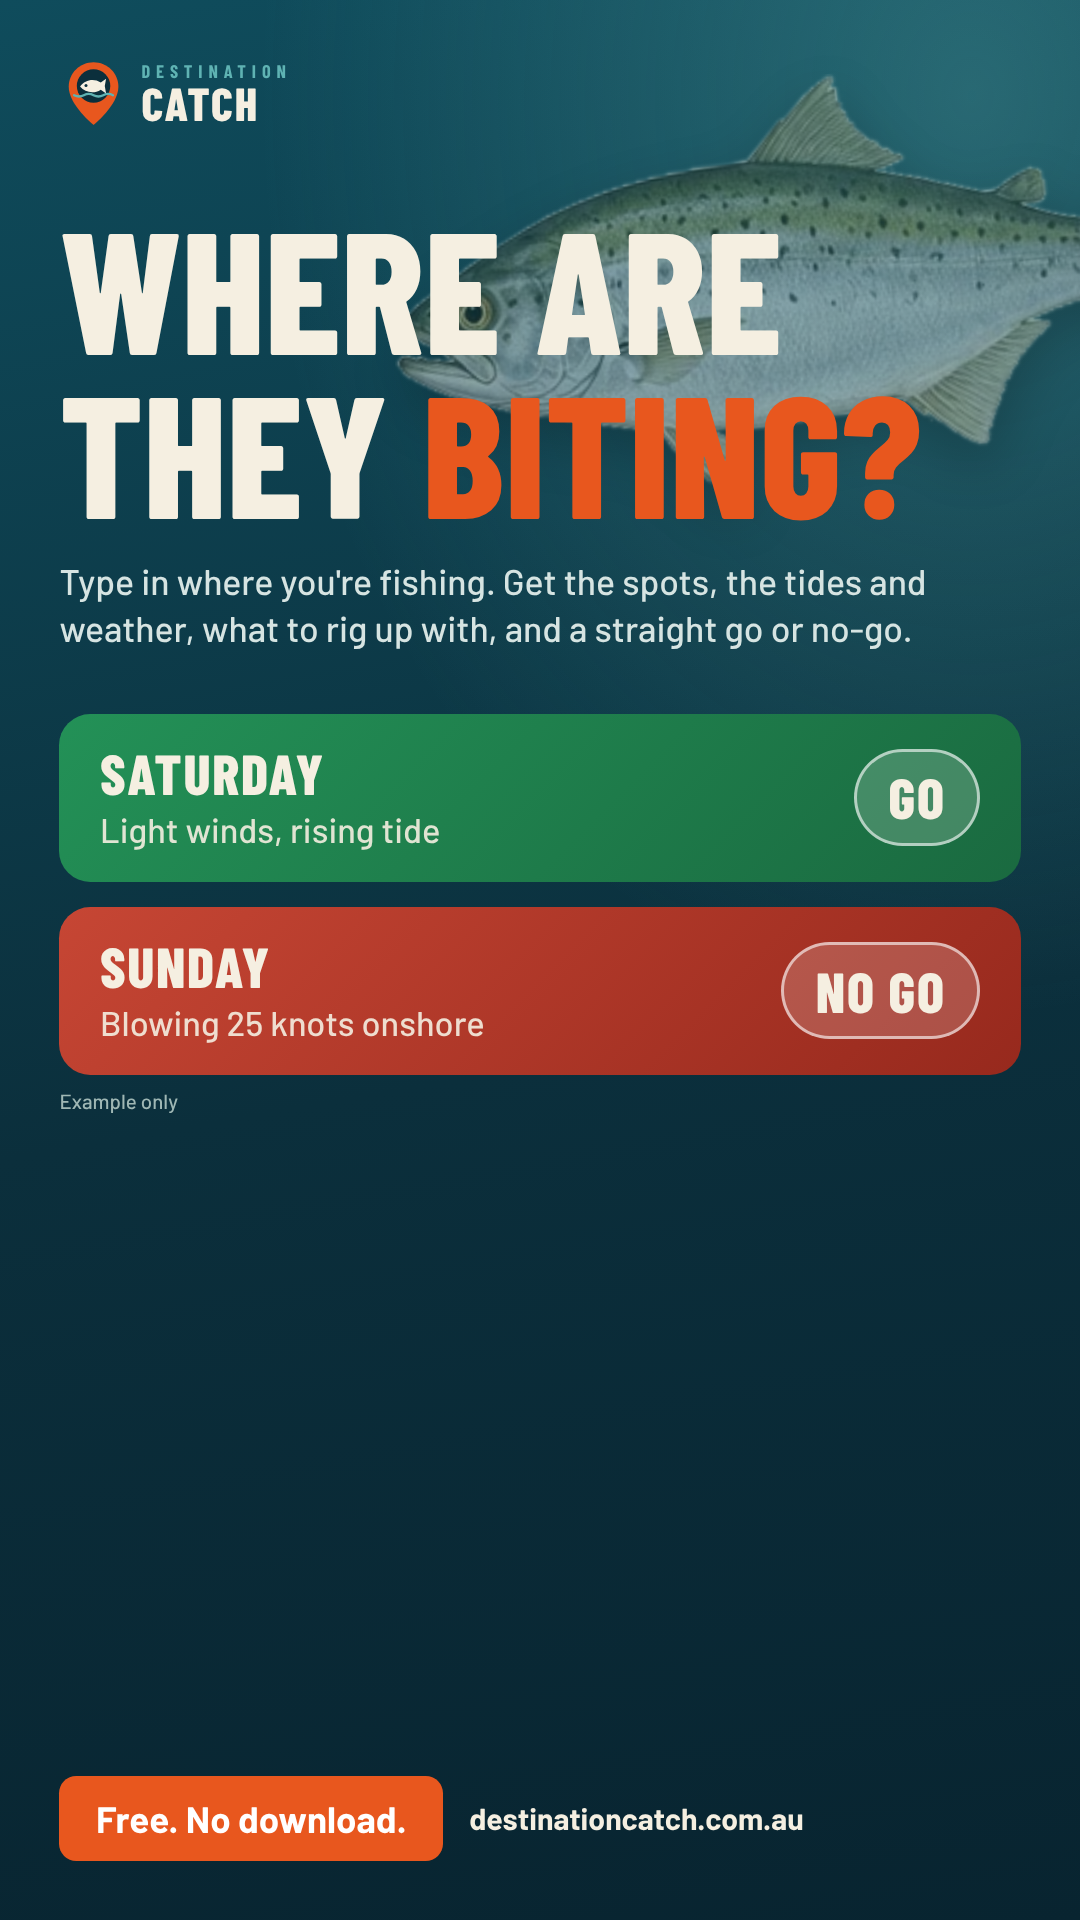 DESTINATION
CATCH
WHERE ARE
THEY BITING?
Type in where you're fishing. Get the spots, the tides and
weather, what to rig up with, and a straight go or no-go.
SATURDAY
Light winds, rising tide
GO
SUNDAY
Blowing 25 knots onshore
NO GO
Example only
Free. No download.
destinationcatch.com.au